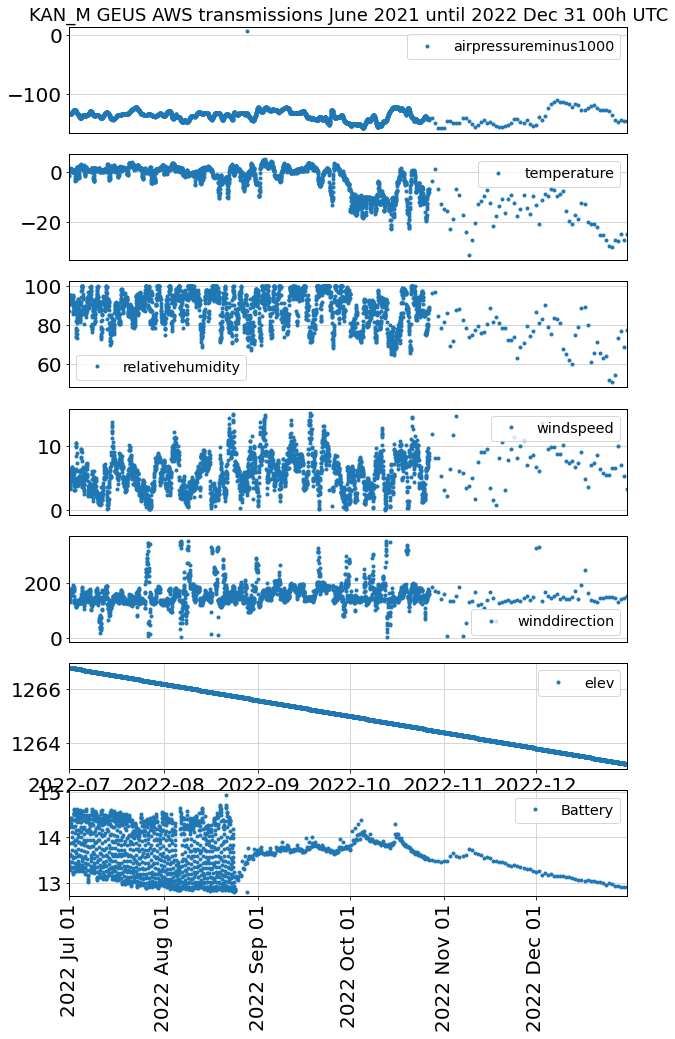 KAN_M GEUS AWS transmissions June 2021 until 2022 Dec 31 00h UTC
0
−100
airpressureminus1000
0
−20
temperature
100
80
60
relativehumidity
10
0
windspeed
200
0
winddirection
1266
1264
elev
2022-07 2022-08 2022-09 2022-10 2022-11 2022-12
15
14
13
Battery
2022 Jul 01
2022 Aug 01
2022 Sep 01
2022 Oct 01
2022 Nov 01
2022 Dec 01